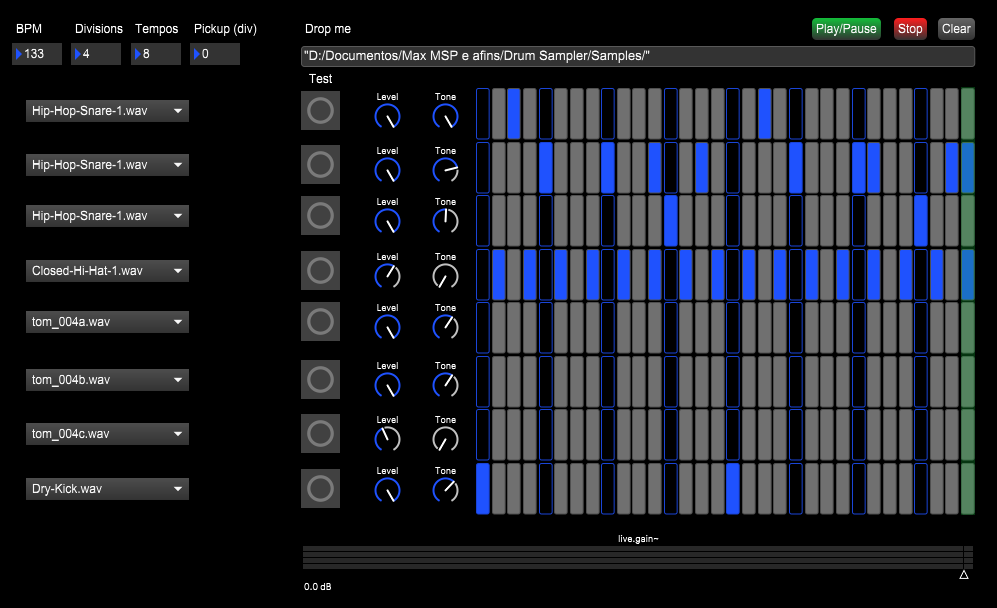 BPM Divisions Tempos Pickup (div) Drop me Play/Pause Stop Clear
133 4 8 0 "D:/Documentos/Max MSP e afins/Drum Sampler/Samples/"
Test
Hip-Hop-Snare-1.wav Level Tone
Hip-Hop-Snare-1.wav Level Tone
Hip-Hop-Snare-1.wav Level Tone
Closed-Hi-Hat-1.wav Level Tone
tom_004a.wav Level Tone
tom_004b.wav Level Tone
tom_004c.wav Level Tone
Dry-Kick.wav Level Tone
live.gain~
0.0 dB